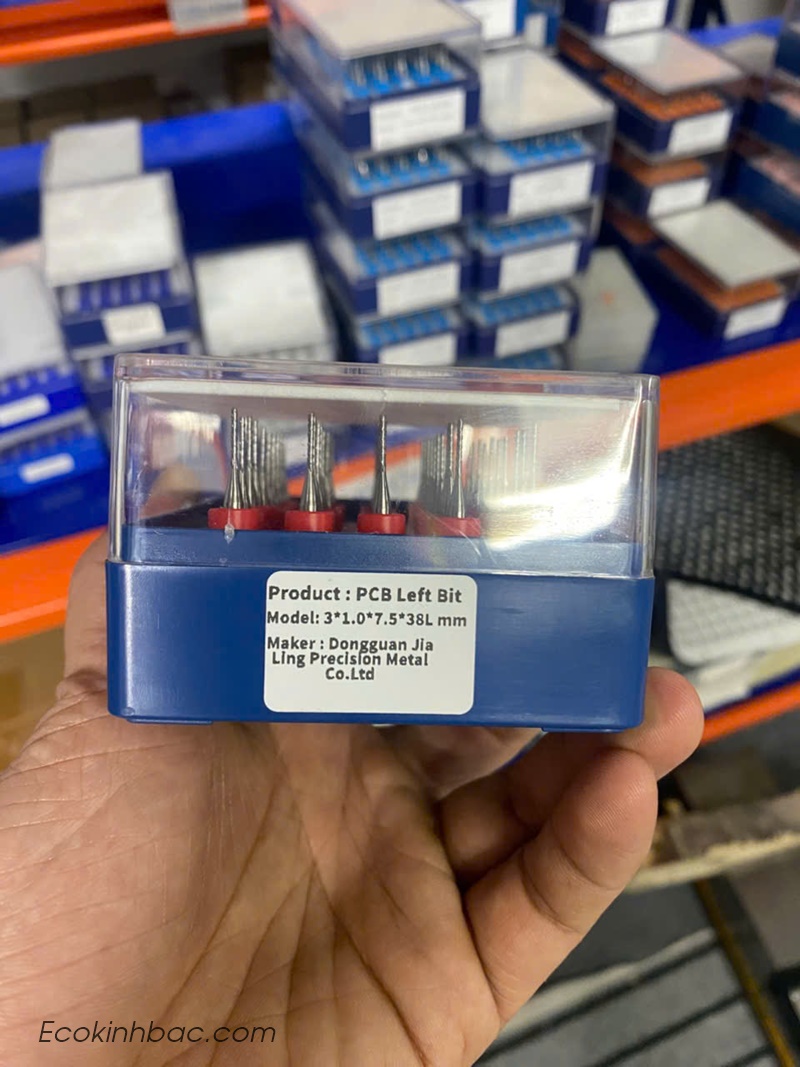 Product : PCB Left Bit
Model: 3*1.0*7.5*38L mm
Maker : Dongguan Jia
Ling Precision Metal
Co.Ltd
Ecokinhbac.com